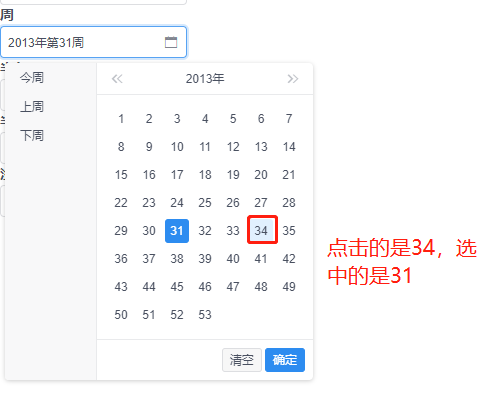 周
2013年第31周
今周
上周
下周
2013年
1 2 3 4 5 6 7
8 9 10 11 12 13 14
15 16 17 18 19 20 21
22 23 24 25 26 27 28
29 30 31 32 33 34 35
36 37 38 39 40 41 42
43 44 45 46 47 48 49
50 51 52 53
清空 确定
点击的是34，选
中的是31